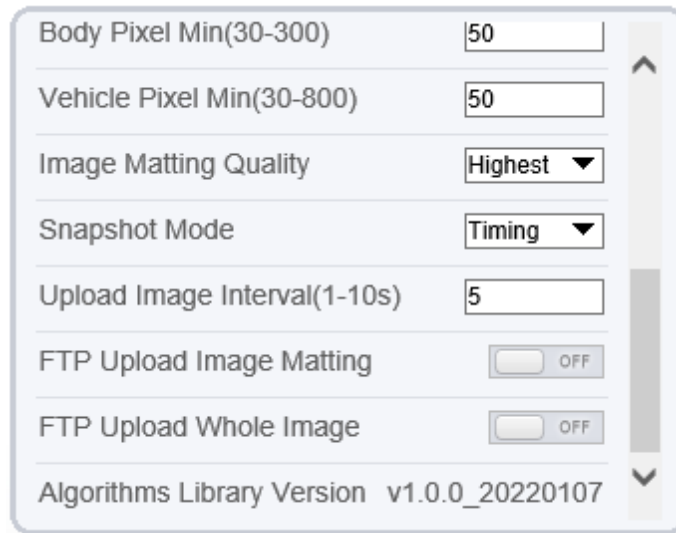 Body Pixel Min(30-300) 50
Vehicle Pixel Min(30-800) 50
Image Matting Quality Highest
Snapshot Mode Timing
Upload Image Interval(1-10s) 5
FTP Upload Image Matting OFF
FTP Upload Whole Image OFF
Algorithms Library Version v1.0.0_20220107